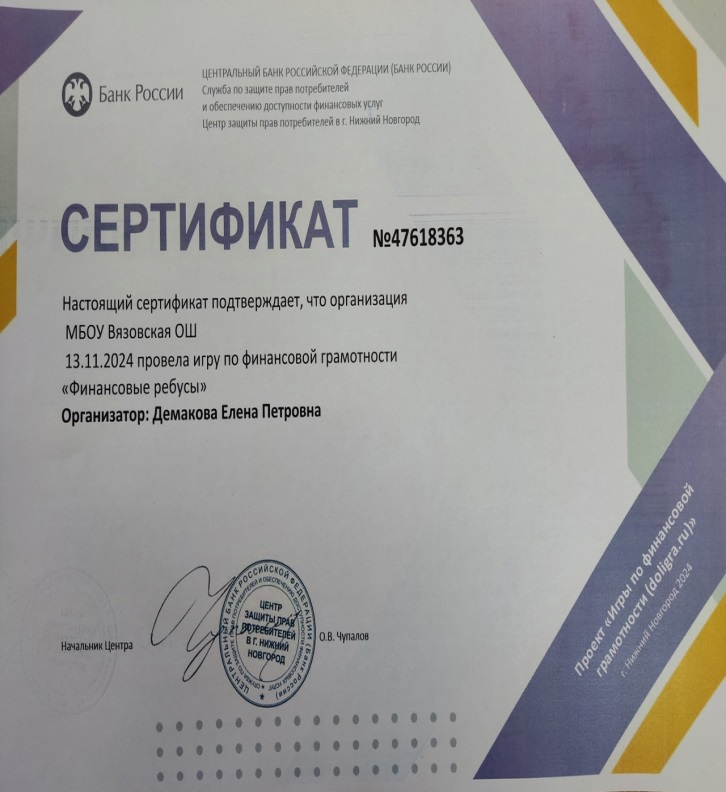 Банк России
ЦЕНТРАЛЬНЫЙ БАНК РОССИЙСКОЙ ФЕДЕРАЦИИ (БАНК РОССИИ)
Служба по защите прав потребителей
и обеспечению доступности финансовых услуг
Центр защиты прав потребителей в г. Нижний Новгород
СЕРТИФИКАТ №47618363
Настоящий сертификат подтверждает, что организация
МБОУ Вязовская ОШ
13.11.2024 провела игру по финансовой грамотности
«Финансовые ребусы»
Организатор: Демакова Елена Петровна
Проект «Игры по финансовой
грамотности (doligra.ru)»
г. Нижний Новгород 2024
Начальник Центра
О.В. Чупалов
ЦЕНТРАЛЬНЫЙ БАНК РОССИЙСКОЙ ФЕДЕРАЦИИ (Банк России)
ЦЕНТР
ЗАЩИТЫ ПРАВ
ПОТРЕБИТЕЛЕЙ
В Г. НИЖНИЙ
НОВГОРОД